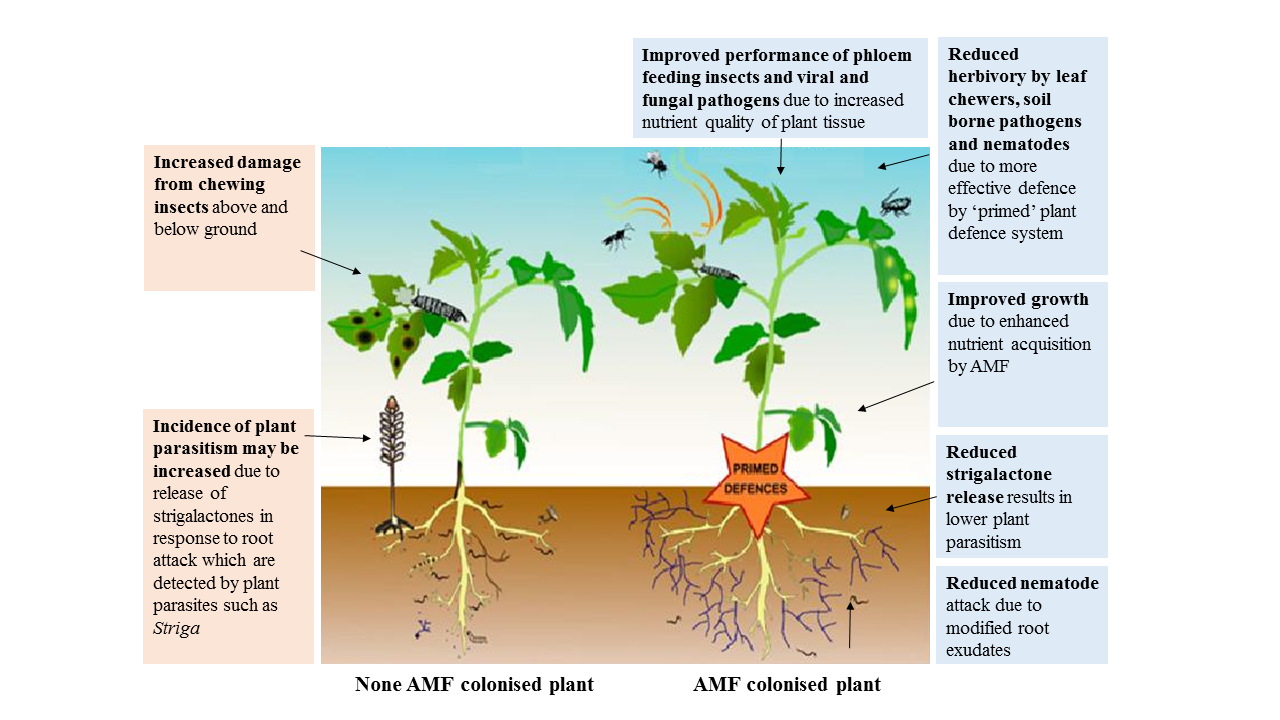 Improved performance of phloem
feeding insects and viral and
fungal pathogens due to increased
nutrient quality of plant tissue
Reduced
herbivory by leaf
chewers, soil
borne pathogens
and nematodes
due to more
effective defence
by ‘primed’ plant
defence system
Increased damage
from chewing
insects above and
below ground
Improved growth
due to enhanced
nutrient acquisition
by AMF
Incidence of plant
parasitism may be
increased due to
release of
strigalactones in
response to root
attack which are
detected by plant
parasites such as
Striga
PRIMED
DEFENCES
Reduced
strigalactone
release results in
lower plant
parasitism
Reduced nematode
attack due to
modified root
exudates
None AMF colonised plant
AMF colonised plant